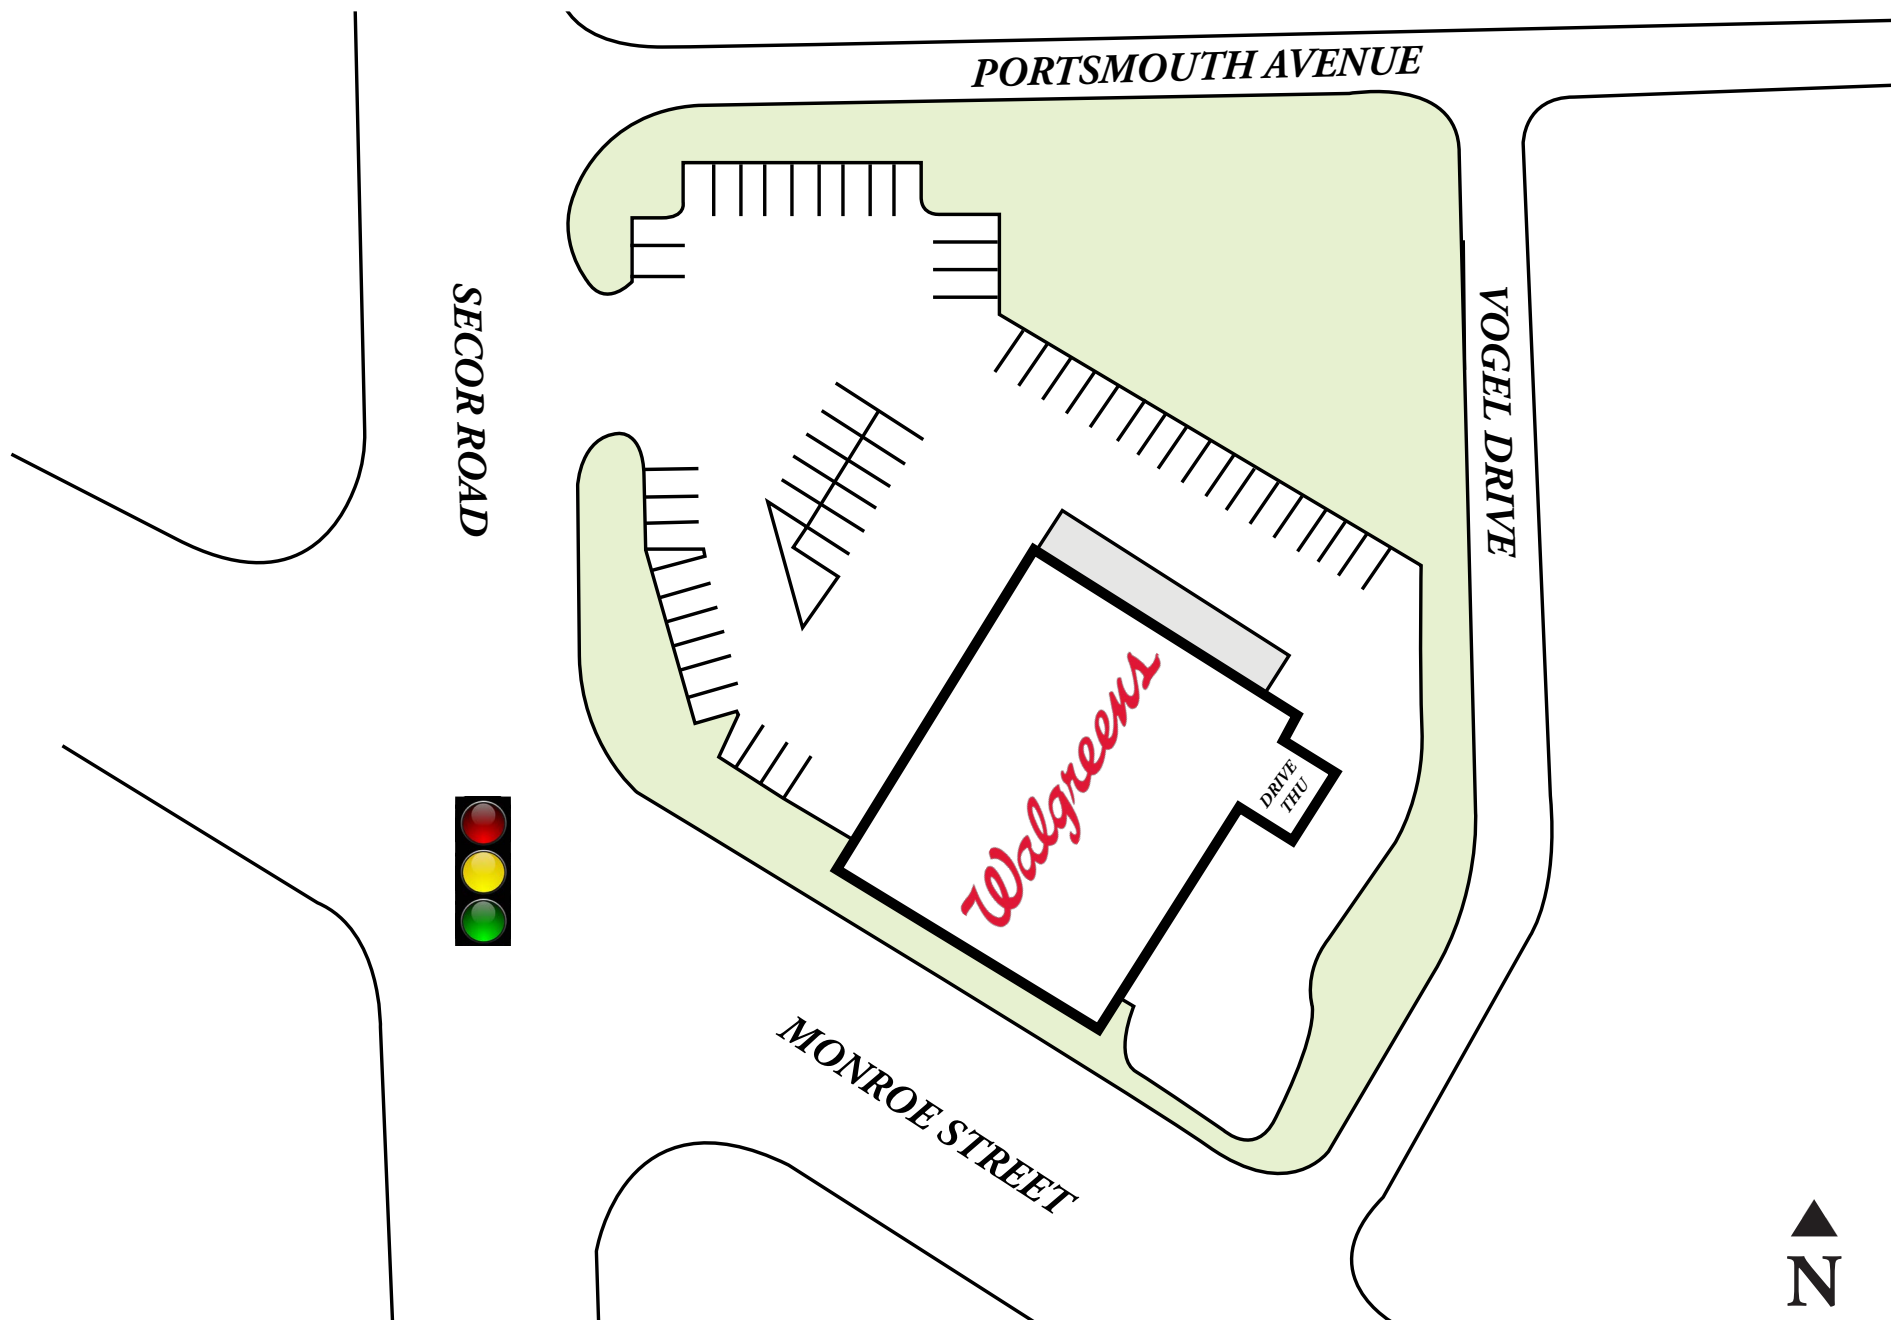 PORTSMOUTH AVENUE
SECOR ROAD
VOGEL DRIVE
Walgreens
DRIVE
THU
MONROE STREET
N